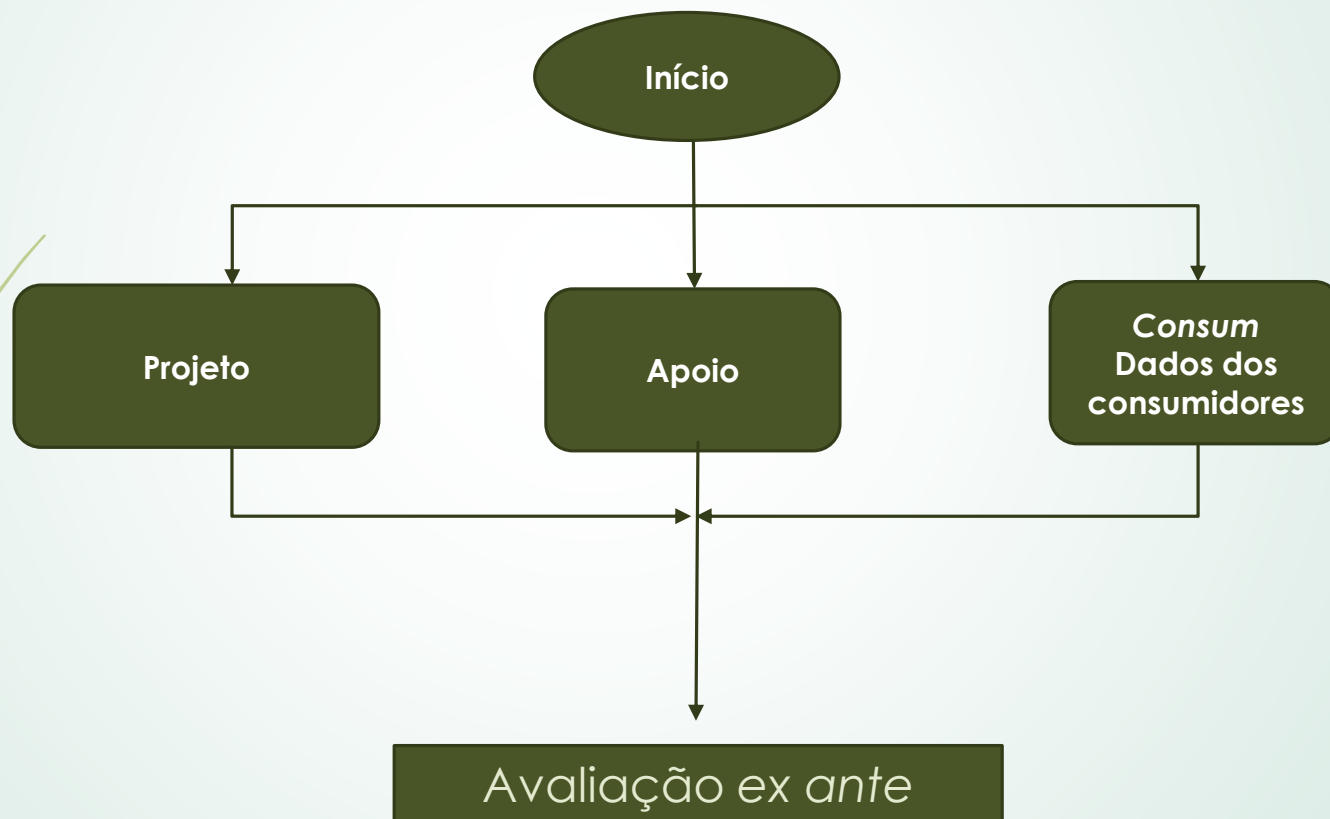 Início
Projeto
Apoio
Consum
Dados dos
consumidores
Avaliação ex ante